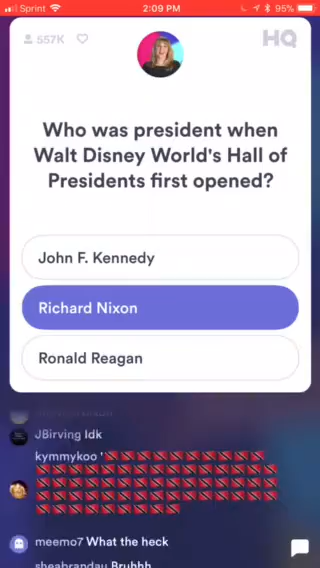 Sprint 2:09 PM 95%
557K HQ
Who was president when
Walt Disney World's Hall of
Presidents first opened?
John F. Kennedy
Richard Nixon
Ronald Reagan
JBirving Idk
kymmykoo '
meemo7 What the heck
sheabrandau Bruhhh